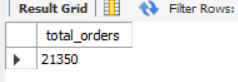 Result Grid Filter Rows:
total_orders
21350